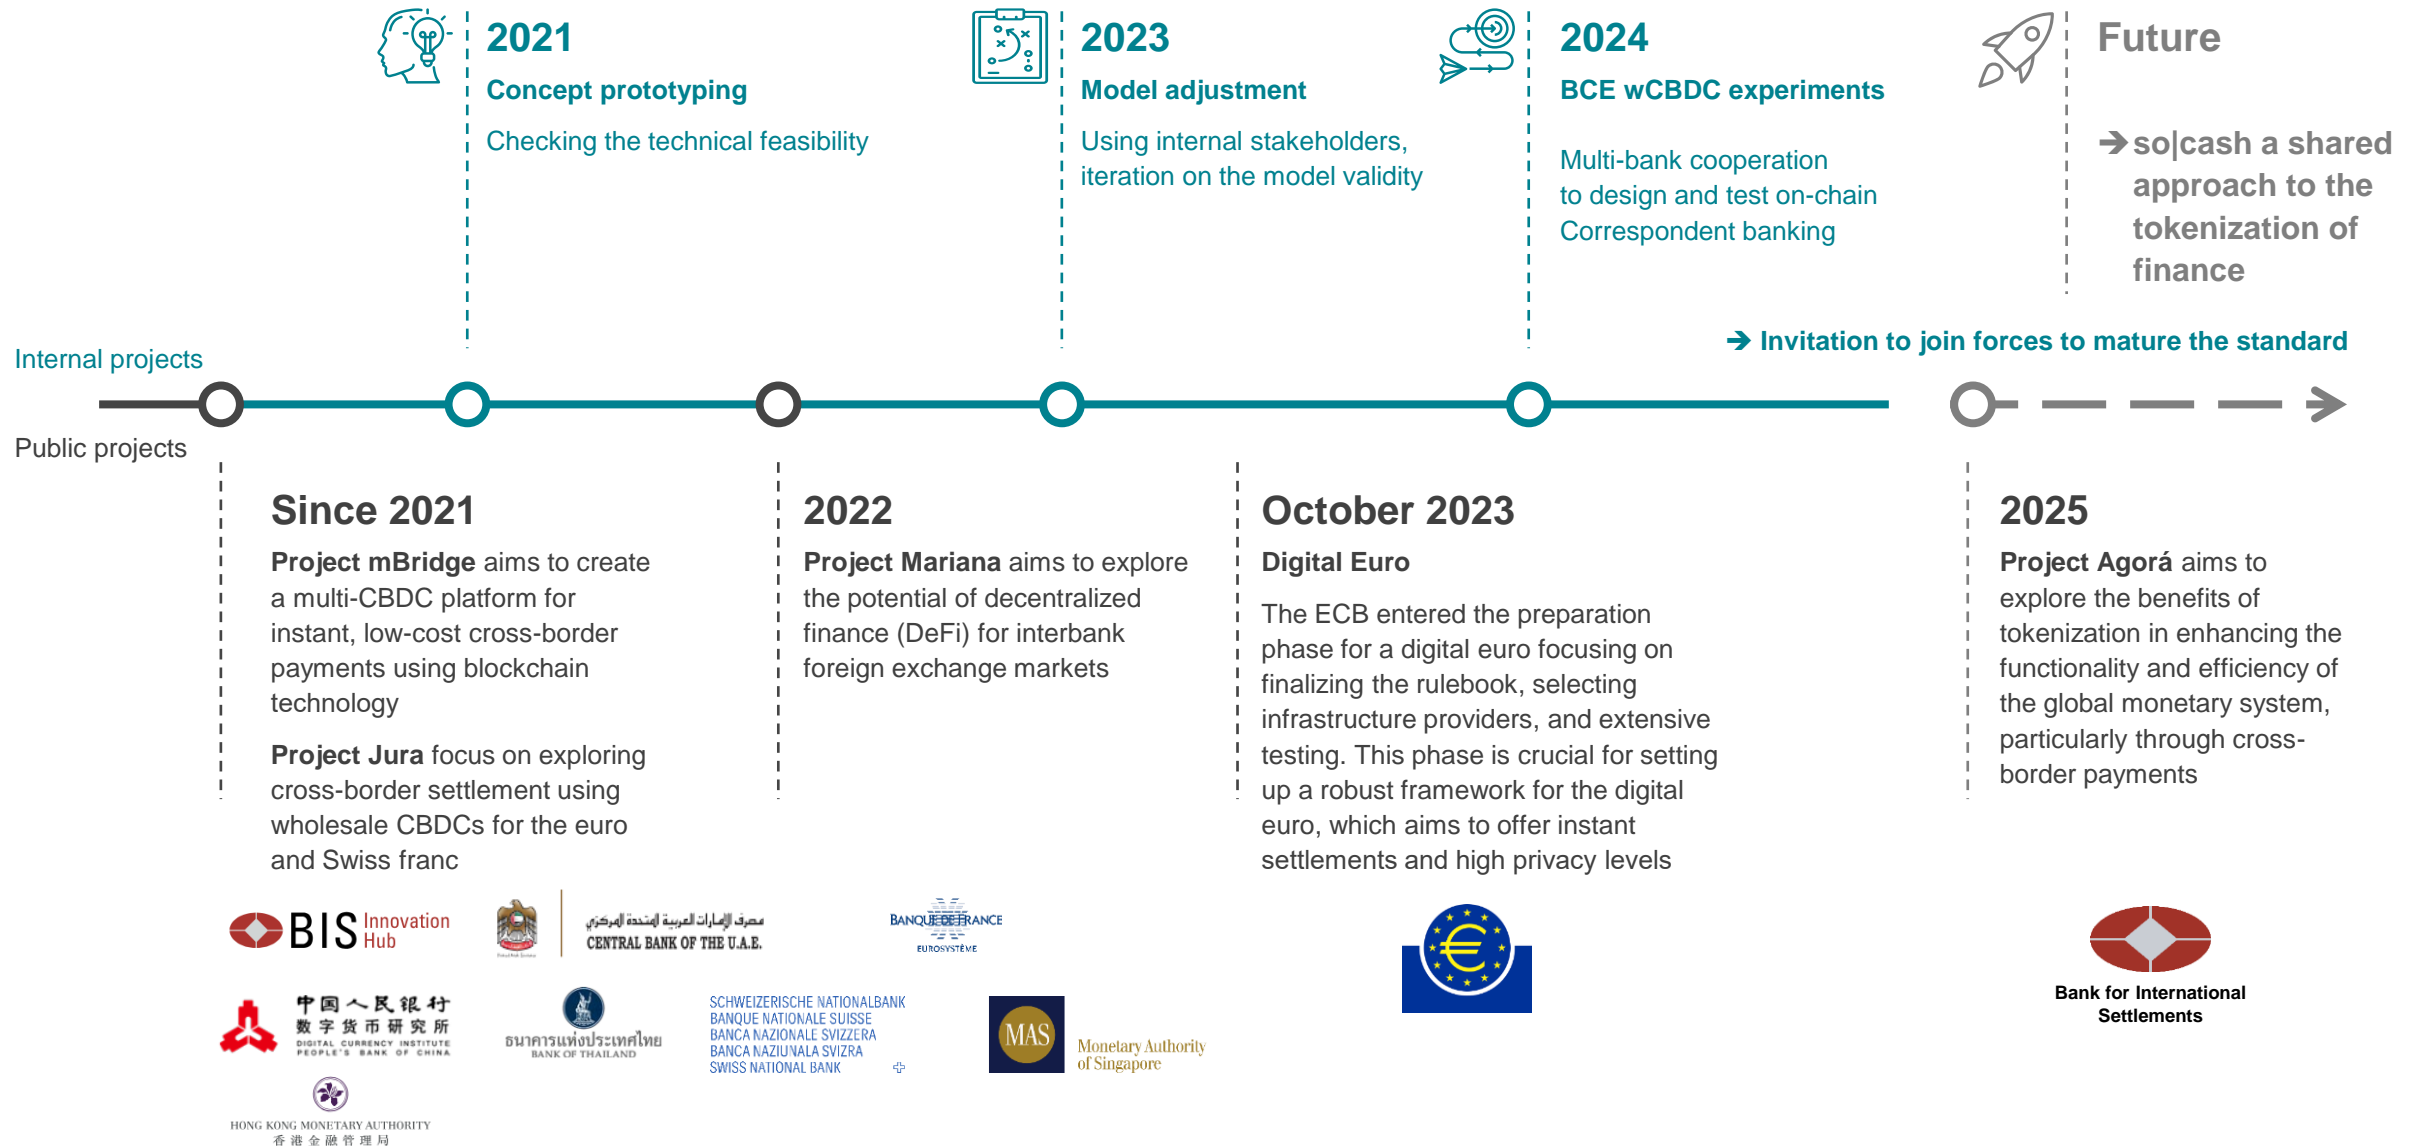 2021
Concept prototyping
Checking the technical feasibility
2023
Model adjustment
Using internal stakeholders,
iteration on the model validity
2024
BCE wCBDC experiments
Multi-bank cooperation
to design and test on-chain
Correspondent banking
Future
➔ so|cash a shared
approach to the
tokenization of
finance
➔ Invitation to join forces to mature the standard
Internal projects
Public projects
Since 2021
Project mBridge aims to create
a multi-CBDC platform for
instant, low-cost cross-border
payments using blockchain
technology
Project Jura focus on exploring
cross-border settlement using
wholesale CBDCs for the euro
and Swiss franc
2022
Project Mariana aims to explore
the potential of decentralized
finance (DeFi) for interbank
foreign exchange markets
October 2023
Digital Euro
The ECB entered the preparation
phase for a digital euro focusing on
finalizing the rulebook, selecting
infrastructure providers, and extensive
testing. This phase is crucial for setting
up a robust framework for the digital
euro, which aims to offer instant
settlements and high privacy levels
2025
Project Agorá aims to
explore the benefits of
tokenization in enhancing the
functionality and efficiency of
the global monetary system,
particularly through cross-
border payments
BIS Innovation
Hub
مصرف الإمارات العربية المتحدة المركزي
CENTRAL BANK OF THE U.A.E.
BANQUE DE FRANCE
EUROSYSTÈME
中国人民银行
数字货币研究所
DIGITAL CURRENCY INSTITUTE
PEOPLE'S BANK OF CHINA
ธนาคารแห่งประเทศไทย
BANK OF THAILAND
SCHWEIZERISCHE NATIONALBANK
BANQUE NATIONALE SUISSE
BANCA NAZIONALE SVIZZERA
BANCA NAZIUNALA SVIZRA
SWISS NATIONAL BANK
MAS
Monetary Authority
of Singapore
€
Bank for International
Settlements
HONG KONG MONETARY AUTHORITY
香港金融管理局